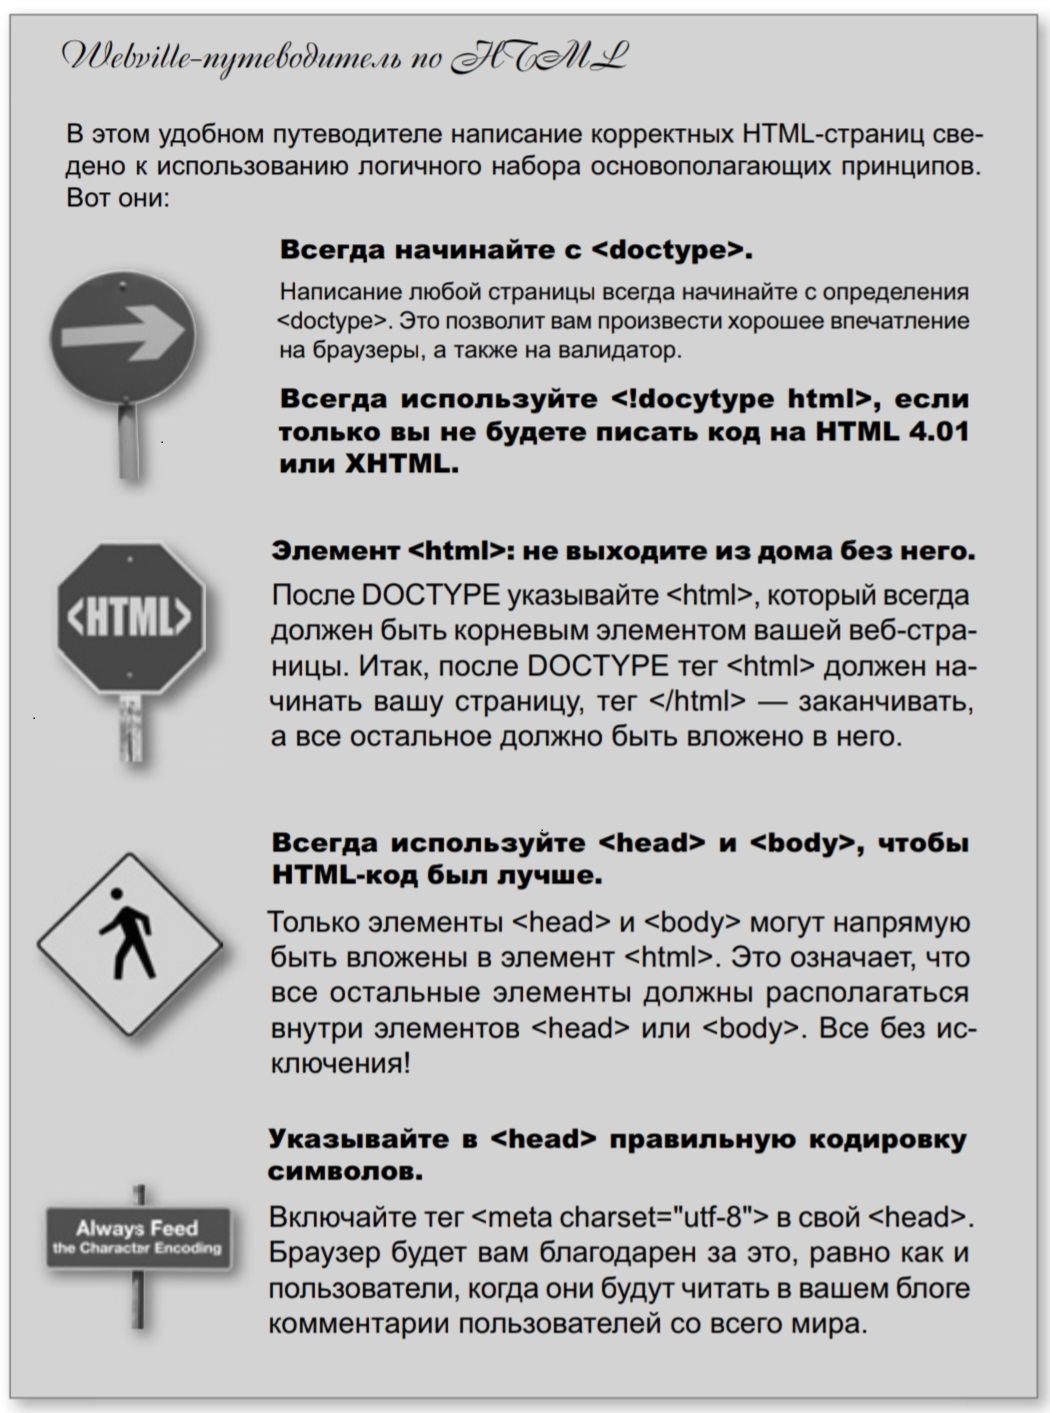 Webville-путеводитель по HTML
В этом удобном путеводителе написание корректных HTML-страниц све-
дено к использованию логичного набора основополагающих принципов.
Вот они:
Всегда начинайте с <doctype>.
Написание любой страницы всегда начинайте с определения
<doctype>. Это позволит вам произвести хорошее впечатление
на браузеры, а также на валидатор.
Всегда используйте <!docytype html>, если
только вы не будете писать код на HTML 4.01
или XHTML.
<HTML>
Элемент <html>: не выходите из дома без него.
После DOCTYPE указывайте <html>, который всегда
должен быть корневым элементом вашей веб-стра-
ницы. Итак, после DOCTYPE тег <html> должен на-
чинать вашу страницу, тег </html> — заканчивать,
а все остальное должно быть вложено в него.
Всегда используйте <head> и <body>, чтобы
HTML-код был лучше.
Только элементы <head> и <body> могут напрямую
быть вложены в элемент <html>. Это означает, что
все остальные элементы должны располагаться
внутри элементов <head> или <body>. Все без ис-
ключения!
Указывайте в <head> правильную кодировку
символов.
Always Feed
the Character Encoding
Включайте тег <meta charset="utf-8"> в свой <head>.
Браузер будет вам благодарен за это, равно как и
пользователи, когда они будут читать в вашем блоге
комментарии пользователей со всего мира.